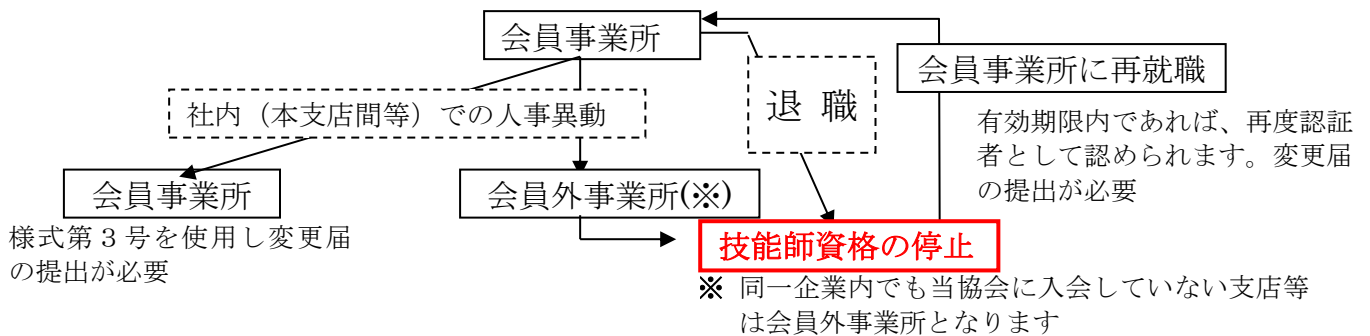 会員事業所
会員事業所に再就職
退 職
社内（本支店間等）での人事異動
有効期限内であれば、再度認証
者として認められます。変更届
の提出が必要
会員事業所
会員外事業所(※)
様式第３号を使用し変更届
の提出が必要
技能師資格の停止
※ 同一企業内でも当協会に入会していない支店等
は会員外事業所となります